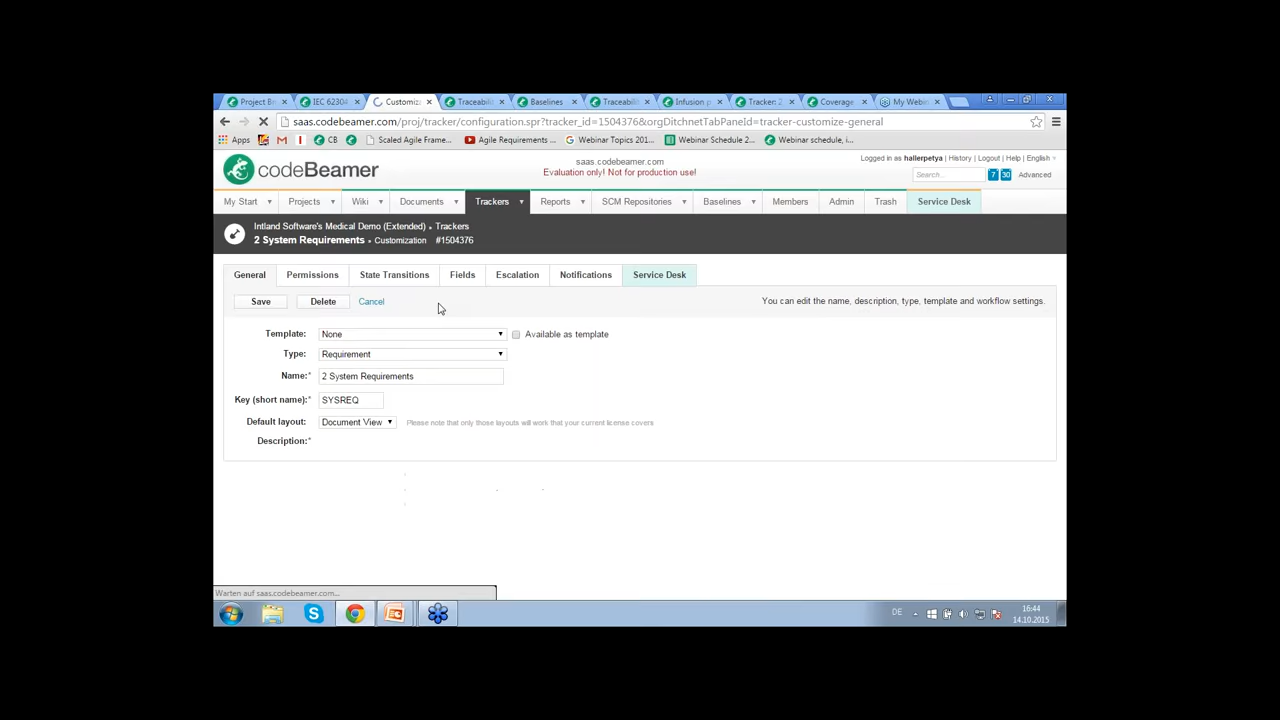 Project Be
IEC 62304
Customiz
Traceabili
Baselines
Traceabili
Infusion p
Tracker: 2
Coverage
My Webin
saas.codebeamer.com/proj/tracker/configuration.spr?tracker_id=1504376&orgDitchnetTabPaneId=tracker-customize-general
Apps
CB
Scaled Agile Frame...
Agile Requirements ...
Webinar Topics 201...
Webinar Schedule 2...
Webinar schedule, i...
codeBeamer
saas.codebeamer.com
Evaluation only! Not for production use!
Logged in as hallerpetya | History | Logout | Help | English
Search...
7 30 Advanced
My Start Projects Wiki Documents Trackers Reports SCM Repositories Baselines Members Admin Trash Service Desk
Intland Software's Medical Demo (Extended) • Trackers
2 System Requirements • Customization #1504376
General Permissions State Transitions Fields Escalation Notifications Service Desk
Save Delete Cancel You can edit the name, description, type, template and workflow settings.
Template: None Available as template
Type: Requirement
Name:* 2 System Requirements
Key (short name):* SYSREQ
Default layout: Document View Please note that only those layouts will work that your current license covers
Description:*
Warten auf saas.codebeamer.com...
DE
16:44
14.10.2015